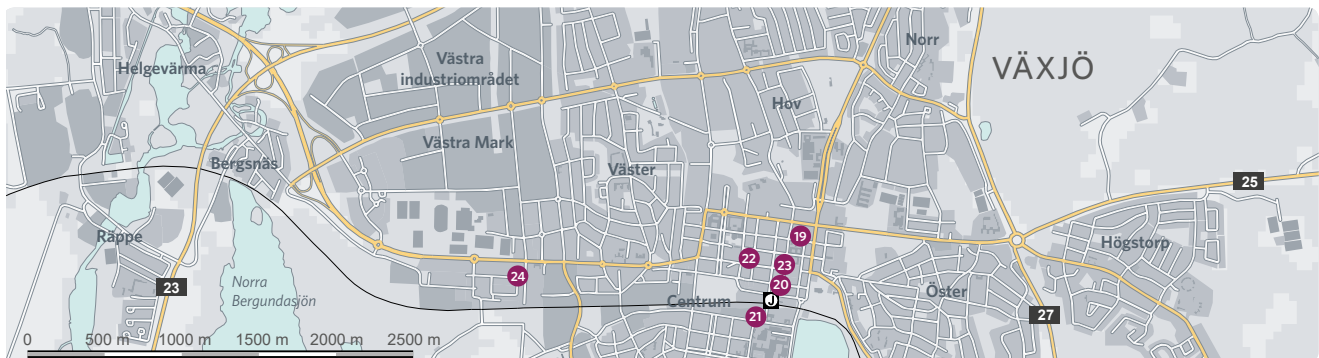 Norr
VÄXJÖ
Helgevärma
Västra
industriområdet
Hov
Västra Mark
Bergsnäs
Väster
25
Räppe
19
Högstorp
22
23
24
20
23
Norra
Bergundasjön
Öster
Centrum
J
21
27
0 500 m 1000 m 1500 m 2000 m 2500 m